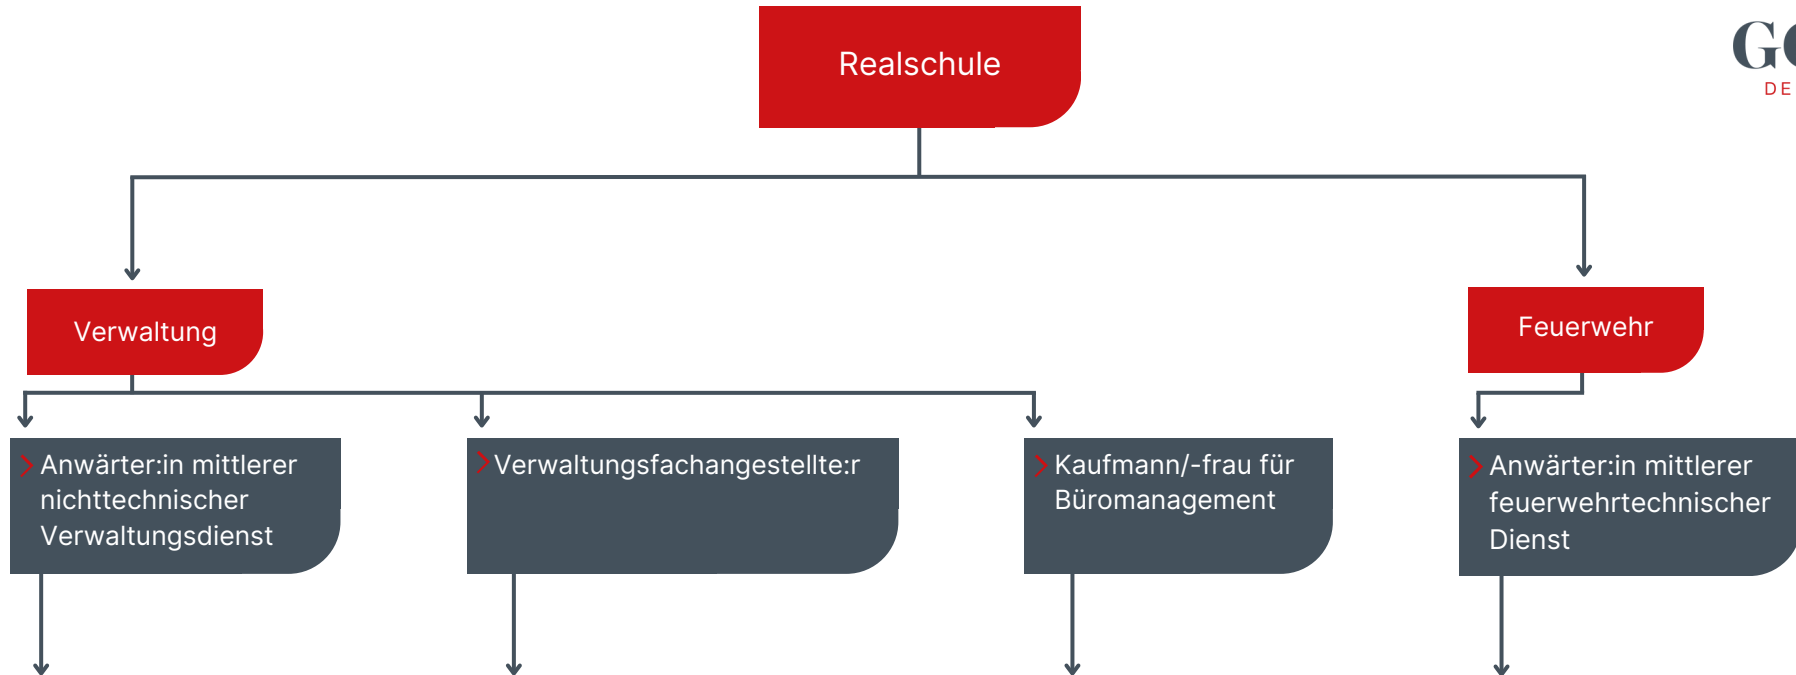 Realschule
Verwaltung
Feuerwehr
Anwärter:in mittlerer
nichttechnischer
Verwaltungsdienst
Verwaltungsfachangestellte:r
Kaufmann/-frau für
Büromanagement
Anwärter:in mittlerer
feuerwehrtechnischer
Dienst